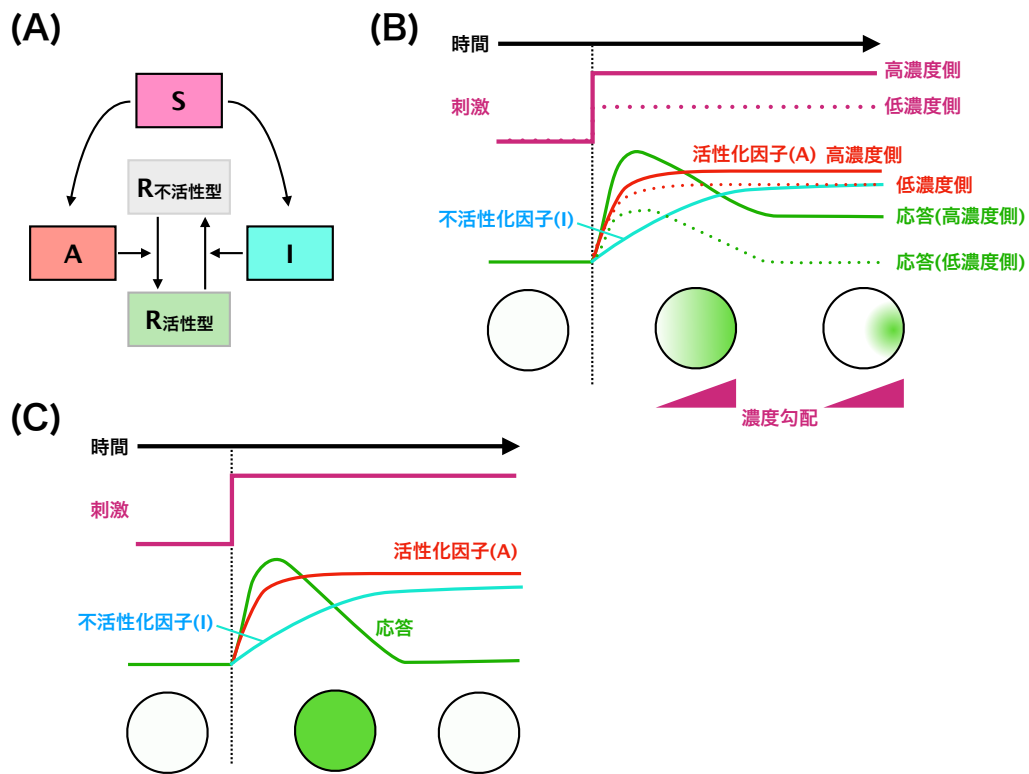 (A)
S
R不活性型
A
I
R活性型
(B)
時間
高濃度側
刺激
低濃度側
活性化因子(A) 高濃度側
低濃度側
不活性化因子(I)
応答(高濃度側)
応答(低濃度側)
濃度勾配
(C)
時間
刺激
活性化因子(A)
不活性化因子(I)
応答